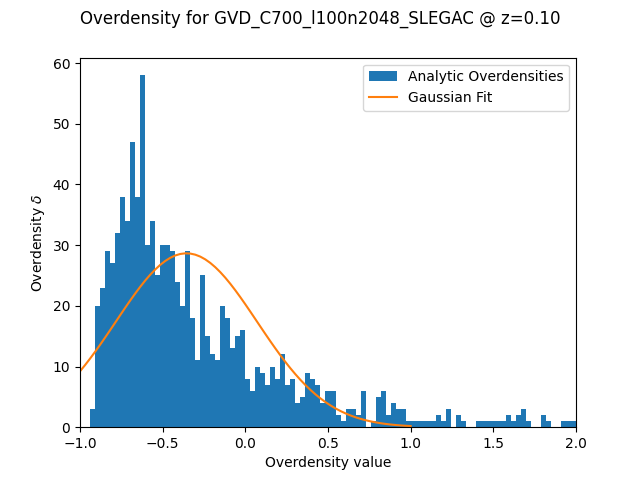 Overdensity for GVD_C700_l100n2048_SLEGAC @ z=0.10
Analytic Overdensities
Gaussian Fit
Overdensity δ
60
50
40
30
20
10
0
−1.0 −0.5 0.0 0.5 1.0 1.5 2.0
Overdensity value